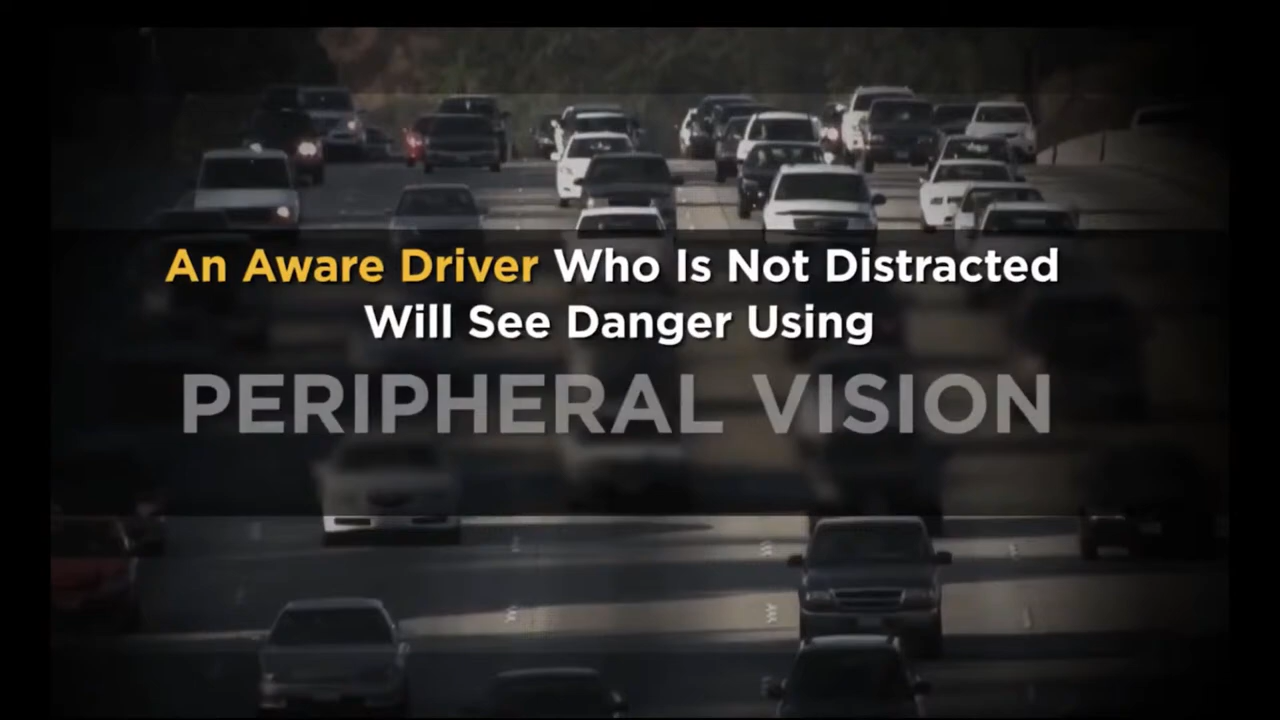 An Aware Driver Who Is Not Distracted
Will See Danger Using
PERIPHERAL VISION